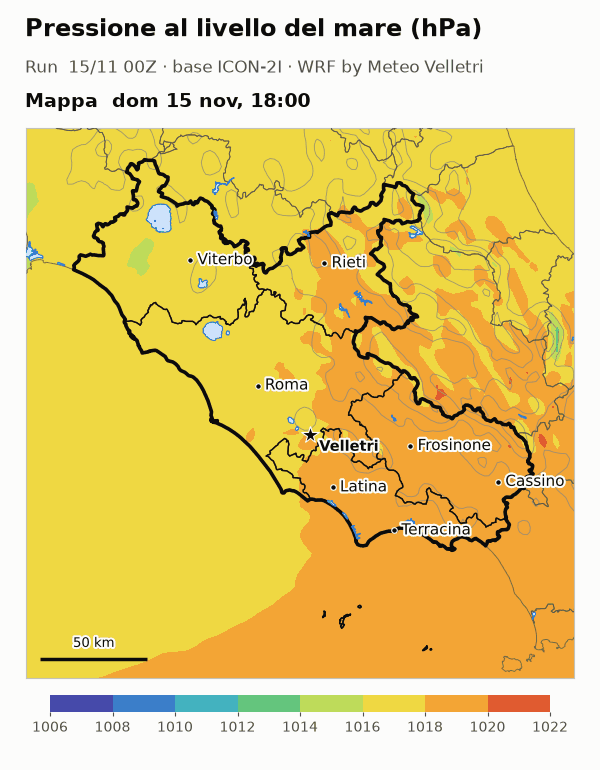 Pressione al livello del mare (hPa)
Run  15/11 00Z · base ICON-2I · WRF by Meteo Velletri
Mappa  dom 15 nov, 18:00
Viterbo
Rieti
Roma
Velletri
Frosinone
Latina
Cassino
Terracina
50 km
1006 1008 1010 1012 1014 1016 1018 1020 1022